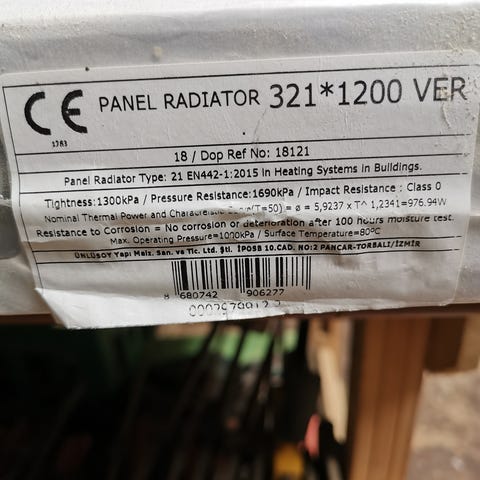 CE PANEL RADIATOR 321*1200 VER
1783
18 / Dop Ref No: 18121
Panel Radiator Type: 21 EN442-1:2015 in Heating Systems in Buildings.
Tightness:1300kPa / Pressure Resistance:1690kPa / Impact Resistance : Class 0
Nominal Thermal Power and (T=50) = ø = 5,9237 x T^ 1,2341=976.94W
Resistance to Corrosion = No corrosion or deterioration after 100 hours moisture test.
Max. Operating Pressure=1000kPa / Surface Temperature=80ºC
ÜNLÜSOY Yapı Malz. San. ve Tic. Ltd. Şti. İPOSB 10.CAD. NO:2 PANCAR-TORBALI/İZMİR
8 680742 906277